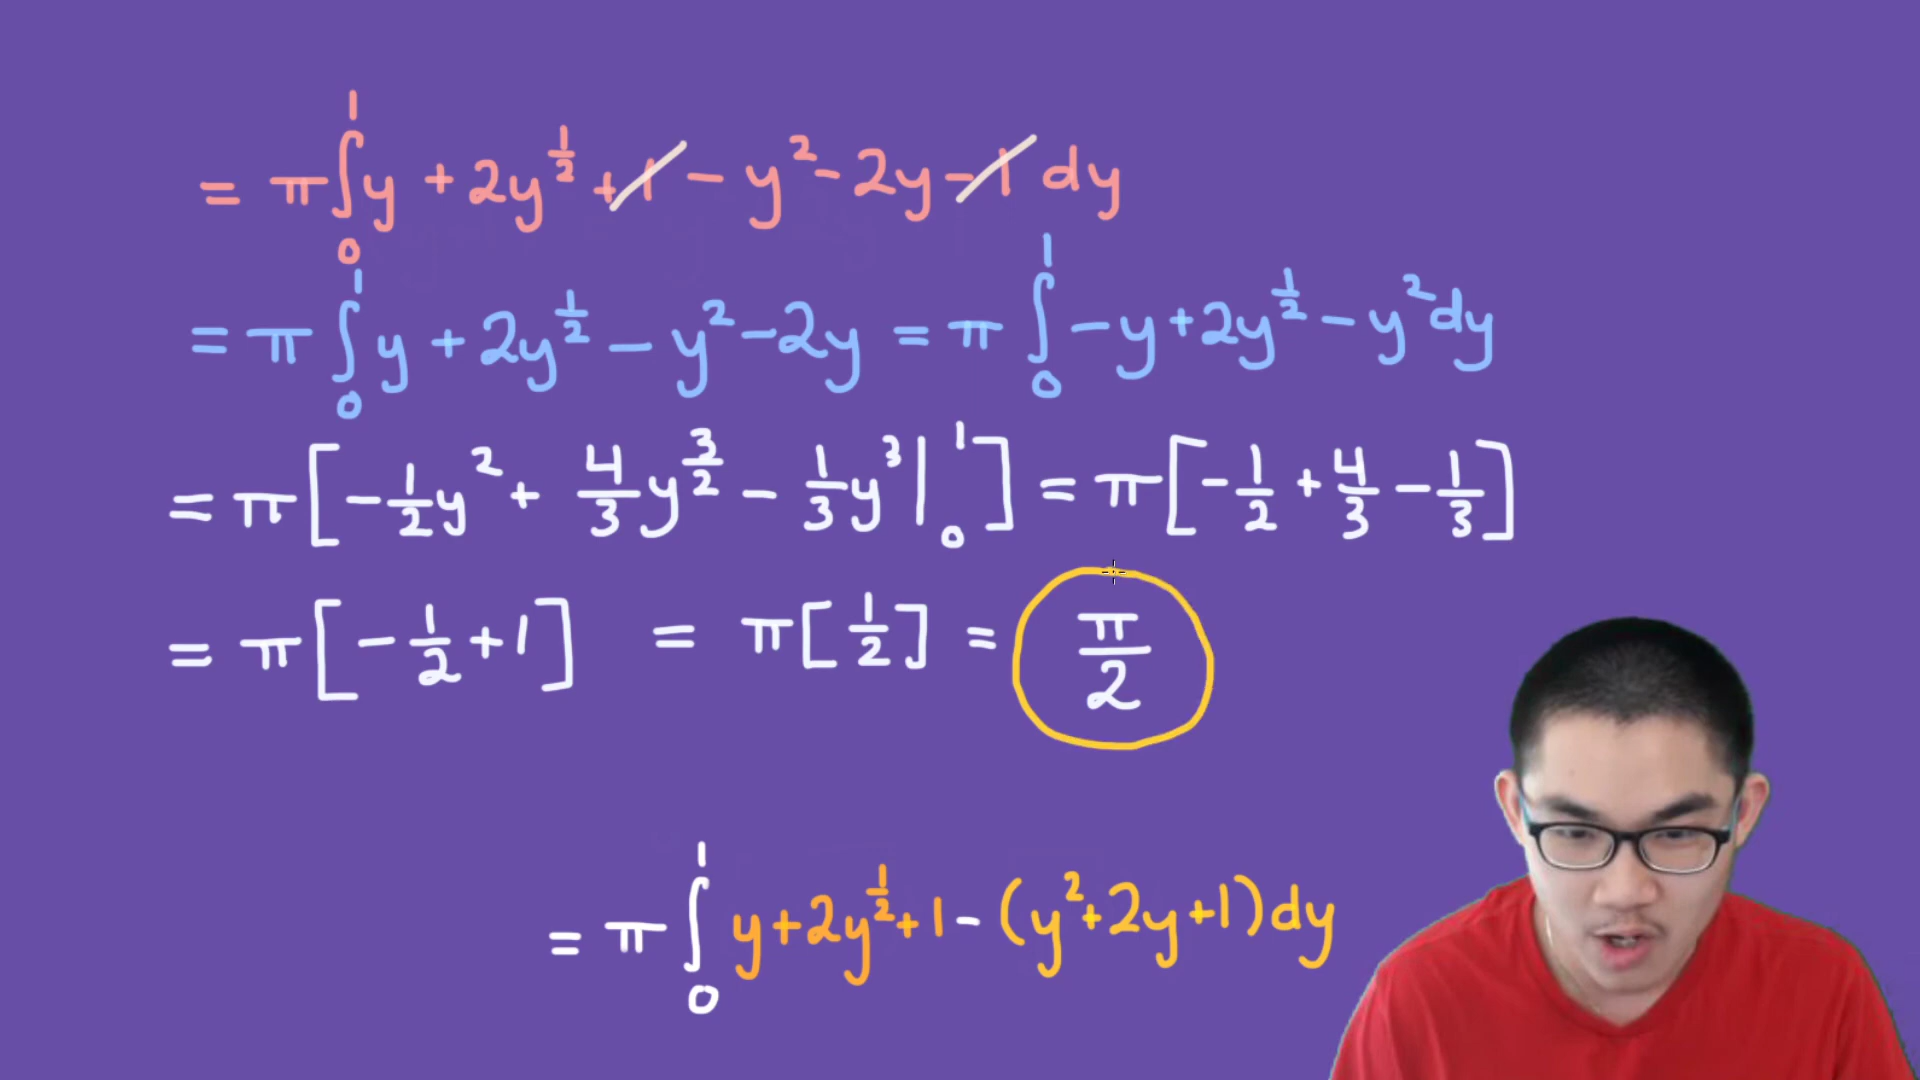 = π∫₀¹ y + 2y^(1/2) + 1 - y² - 2y - 1 dy
= π∫₀¹ y + 2y^(1/2) - y² - 2y = π∫₀¹ -y + 2y^(1/2) - y² dy
= π[-1/2 y² + 4/3 y^(3/2) - 1/3 y³ |₀¹] = π[-1/2 + 4/3 - 1/3]
= π[-1/2 + 1] = π[1/2] = π/2
= π∫₀¹ y + 2y^(1/2) + 1 - (y² + 2y + 1) dy